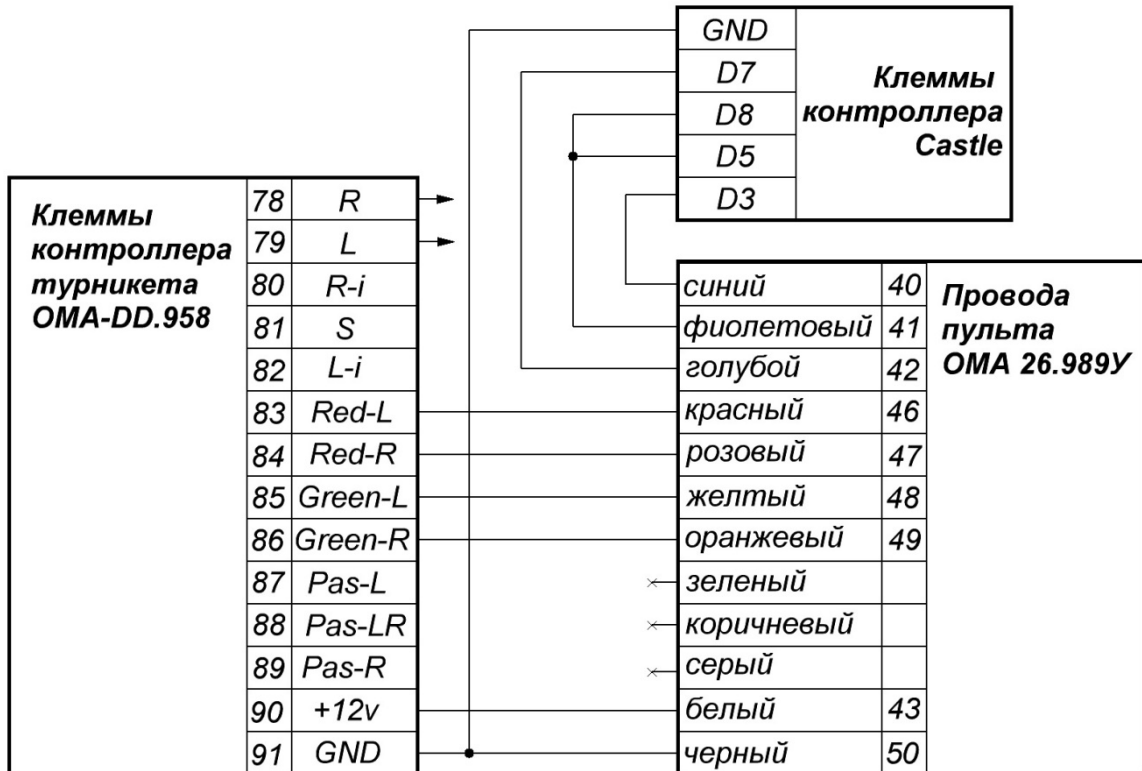 GND
D7
D8
D5
D3
Клеммы
контроллера
Castle
Клеммы
контроллера
турникета
ОМА-DD.958
78 R
79 L
80 R-i
81 S
82 L-i
83 Red-L
84 Red-R
85 Green-L
86 Green-R
87 Pas-L
88 Pas-LR
89 Pas-R
90 +12v
91 GND
синий 40
фиолетовый 41
голубой 42
красный 46
розовый 47
желтый 48
оранжевый 49
зеленый
коричневый
серый
белый 43
черный 50
Провода
пульта
ОМА 26.989У